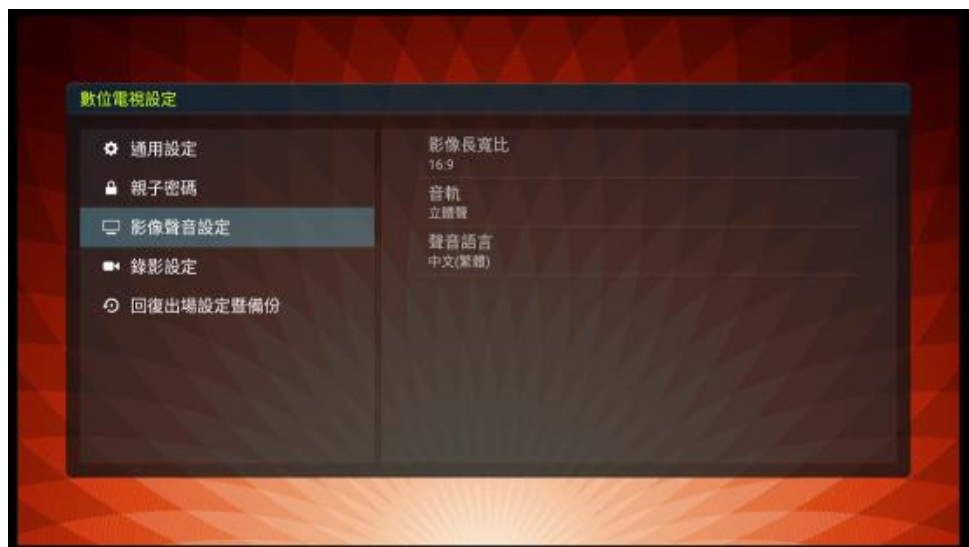 數位電視設定
通用設定
親子密碼
影像聲音設定
錄影設定
回復出場設定暨備份
影像長寬比
16:9
音軌
立體聲
聲音語言
中文(繁體)